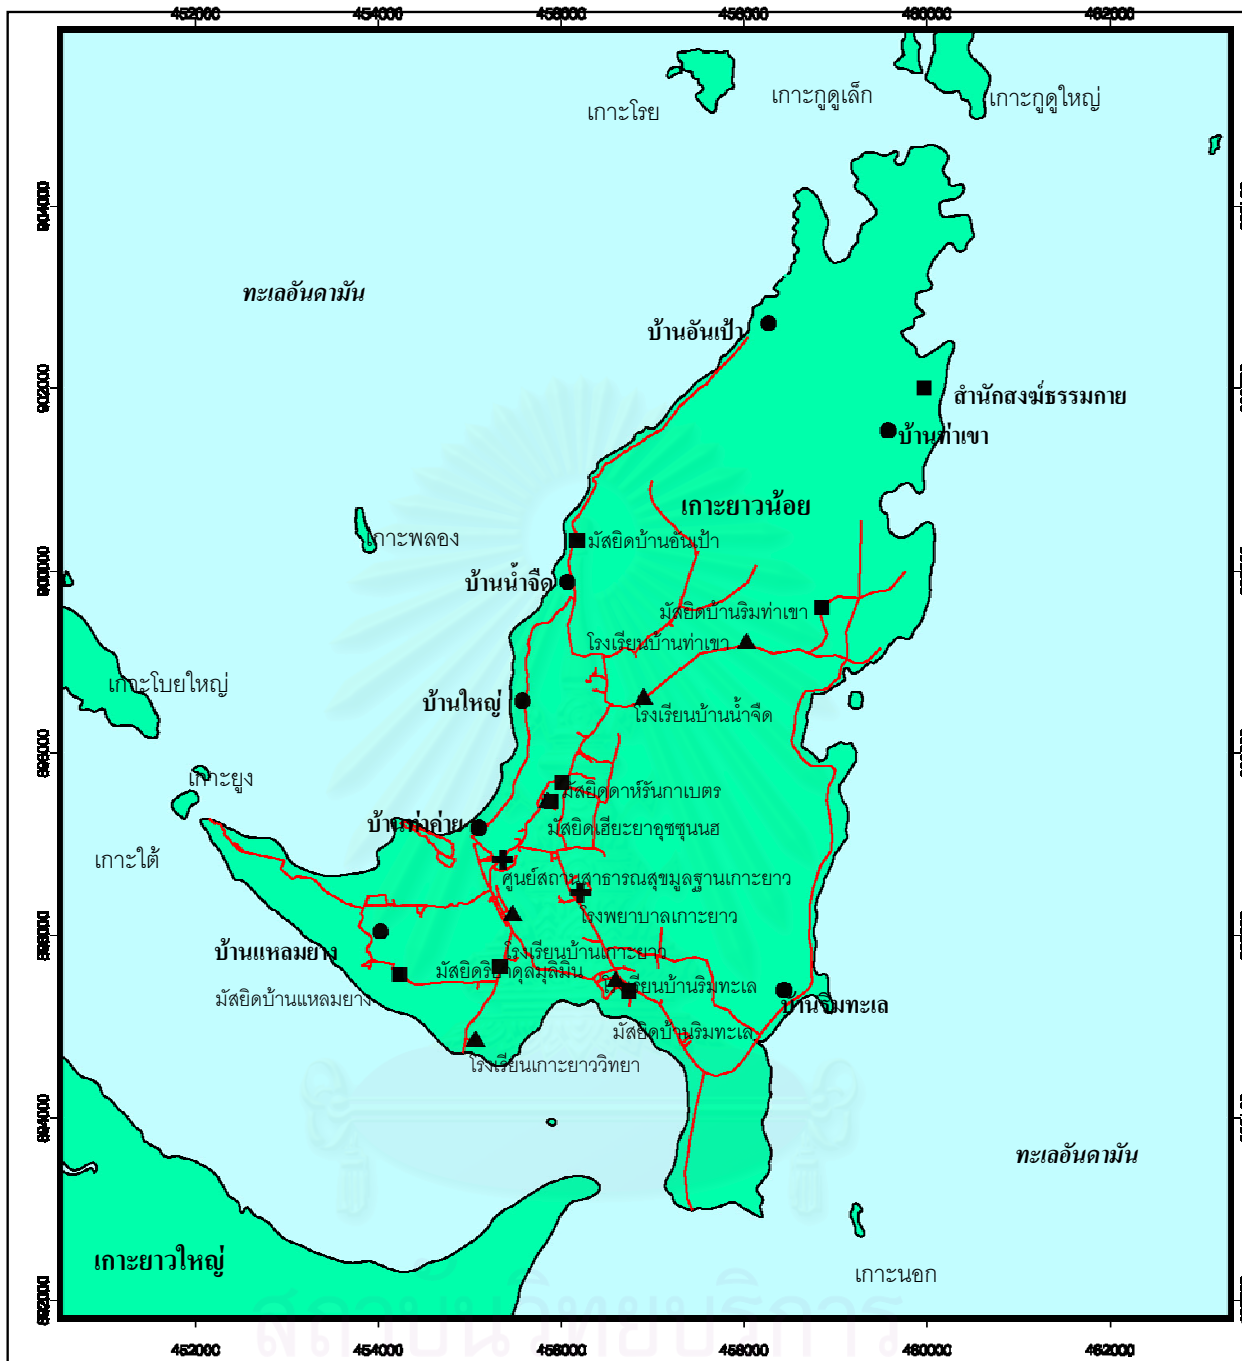 452000 454000 456000 458000 460000 462000
เกาะกูดูเล็ก
เกาะกูดูใหญ่
เกาะโรย
904000
ทะเลอันดามัน
บ้านอันเป้า
902000
สำนักสงฆ์ธรรมกาย
บ้านท่าเขา
เกาะยาวน้อย
เกาะพลอง
มัสยิดบ้านอันเป้า
900000
บ้านน้ำจืด
มัสยิดบ้านริมท่าเขา
โรงเรียนบ้านท่าเขา
เกาะโบยใหญ่
บ้านใหญ่
โรงเรียนบ้านน้ำจืด
898000
เกาะยูง
มัสยิดดาห์รันกาเบตร
บ้านท่าค่าย
มัสยิดเฮียะยาอุซซุนนฮ
เกาะใต้
ศูนย์สถานสาธารณสุขมูลฐานเกาะยาว
โรงพยาบาลเกาะยาว
896000
บ้านแหลมยาง
โรงเรียนบ้านเกาะยาว
มัสยิดริยาดุลมุสิมิน
โรงเรียนบ้านริมทะเล
มัสยิดบ้านแหลมยาง
บ้านริมทะเล
มัสยิดบ้านริมทะเล
โรงเรียนเกาะยาววิทยา
894000
ทะเลอันดามัน
เกาะยาวใหญ่
เกาะนอก
892000
สถาบันวิทยบริการ
452000 454000 456000 458000 460000 462000